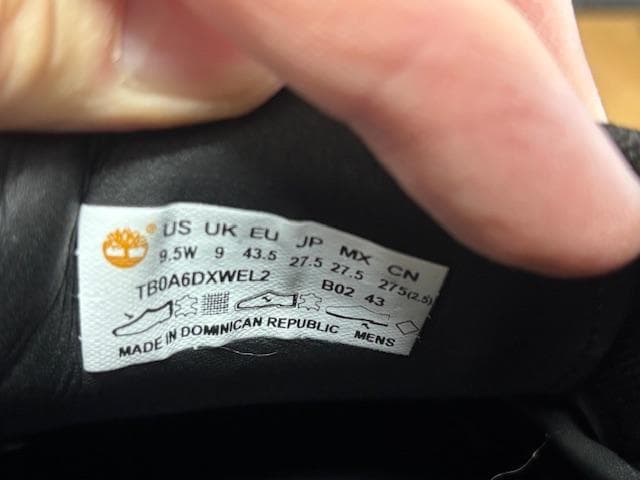 ® US UK EU JP MX CN
9.5W 9 43.5 27.5 27.5 275(2.5)
TB0A6DXWEL2 B02 43
MADE IN DOMINICAN REPUBLIC MENS